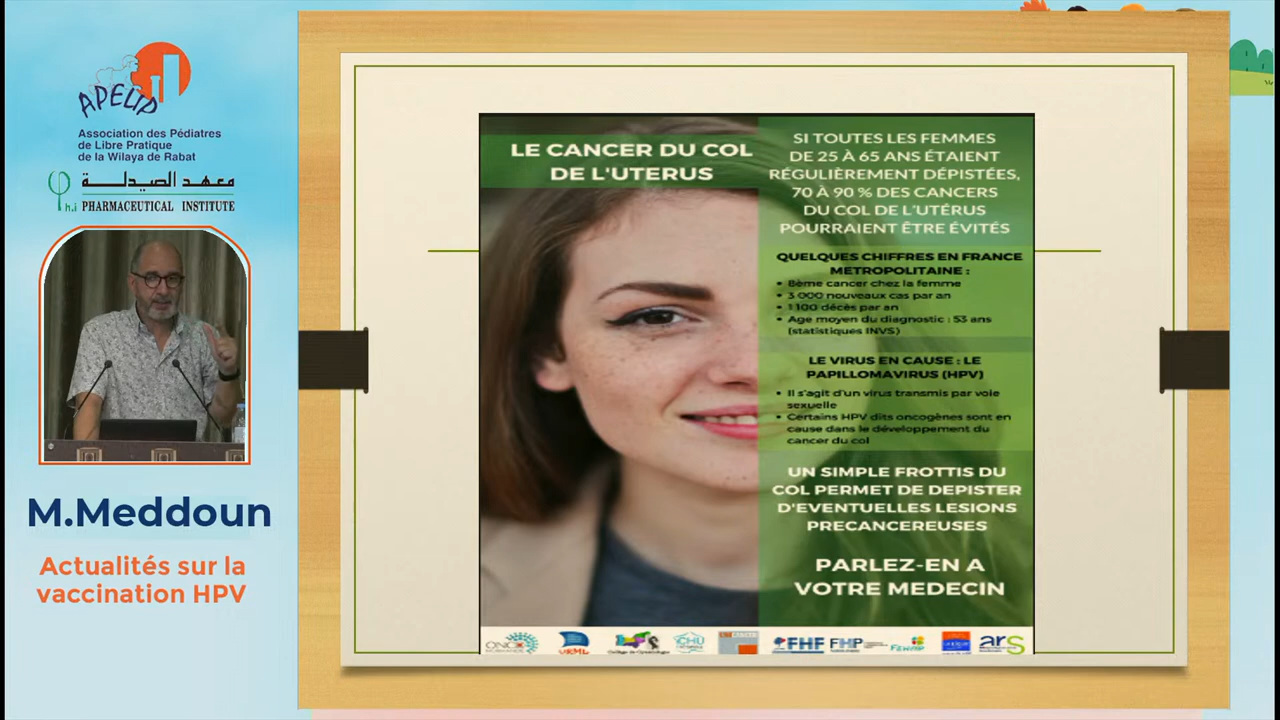 APELIP
Association des Pédiatres
de Libre Pratique
de la Wilaya de Rabat
معهد الصيدلة
h.i PHARMACEUTICAL INSTITUTE
M.Meddoun
Actualités sur la
vaccination HPV
LE CANCER DU COL
DE L'UTERUS
SI TOUTES LES FEMMES
DE 25 À 65 ANS ÉTAIENT
RÉGULIÈREMENT DÉPISTÉES,
70 À 90 % DES CANCERS
DU COL DE L'UTÉRUS
POURRAIENT ÊTRE ÉVITÉS
QUELQUES CHIFFRES EN FRANCE
METROPOLITAINE :
• 8ème cancer chez la femme
• 3 000 nouveaux cas par an
• 1 100 décès par an
• Age moyen du diagnostic : 53 ans
(statistiques INVS)
LE VIRUS EN CAUSE : LE
PAPILLOMAVIRUS (HPV)
• Il s'agit d'un virus transmis par voie
sexuelle
• Certains HPV dits oncogènes sont en
cause dans le développement du
cancer du col
UN SIMPLE FROTTIS DU
COL PERMET DE DEPISTER
D'EVENTUELLES LESIONS
PRECANCEREUSES
PARLEZ-EN A
VOTRE MEDECIN
URML
CHU
FHF
FHP
ars